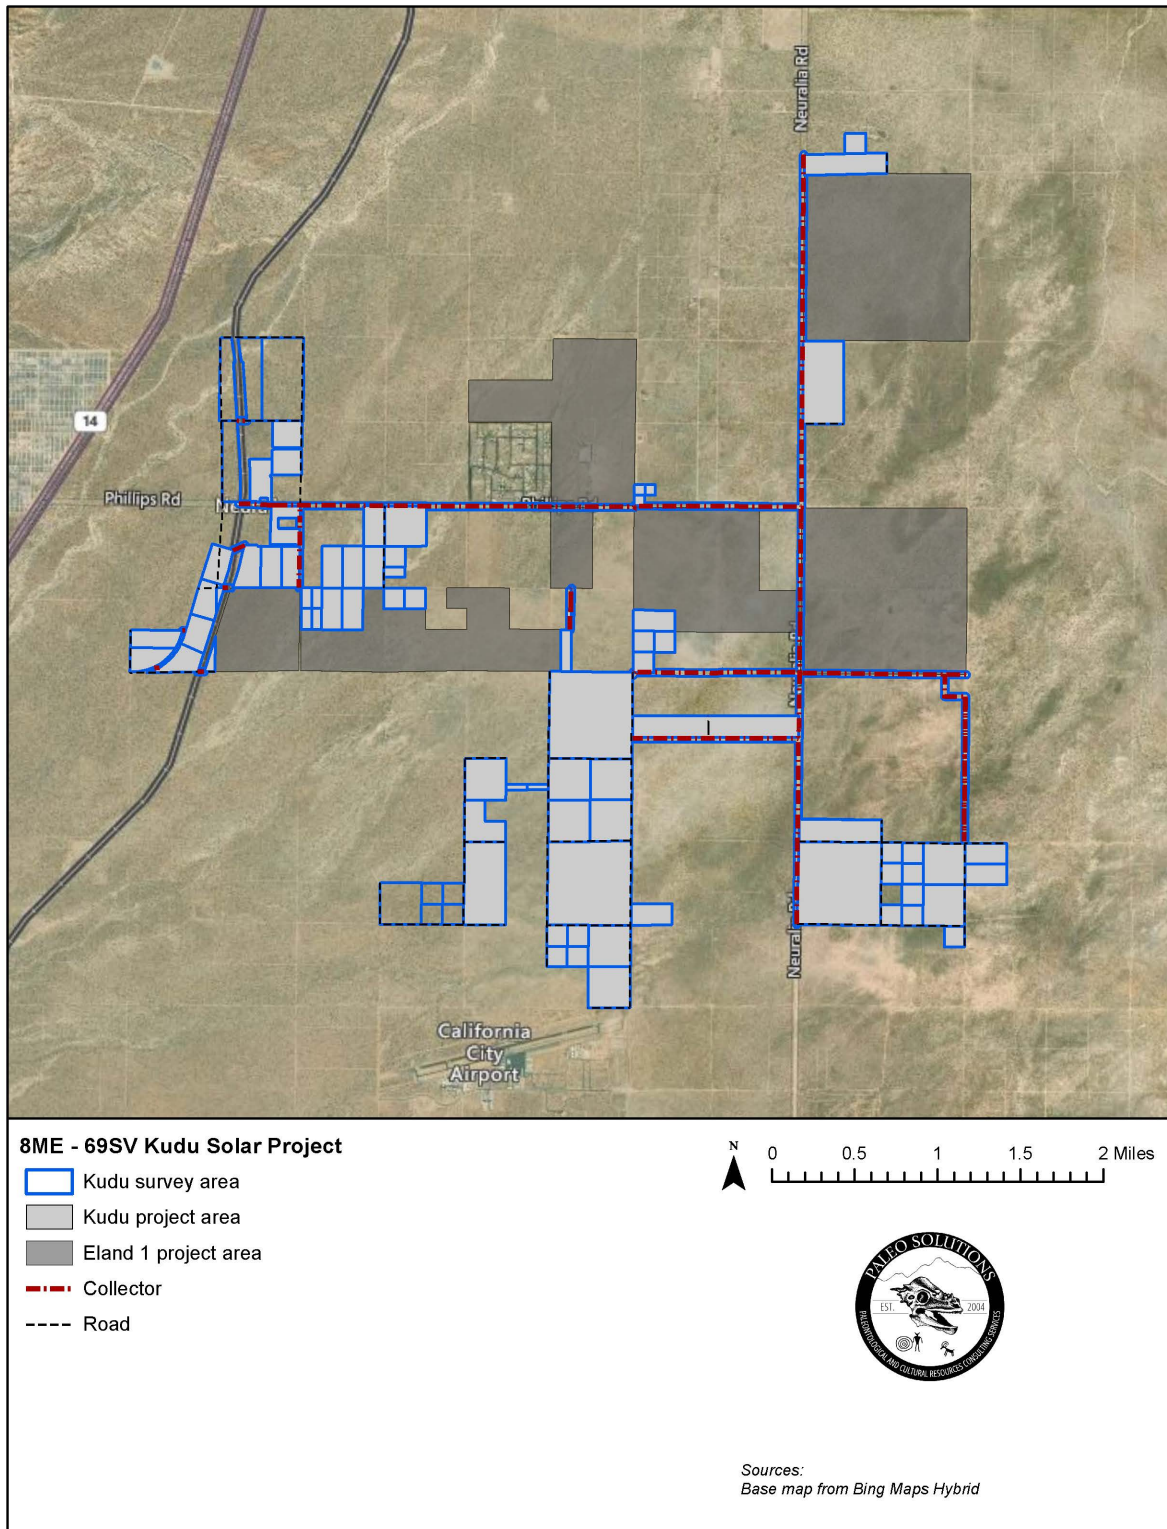 Neuralia Rd
14
Phillips Rd
Neuralia Rd
Neuralia Rd
California
City
Airport
8ME - 69SV Kudu Solar Project
Kudu survey area
Kudu project area
Eland 1 project area
Collector
Road
N
0 0.5 1 1.5 2 Miles
PALEO SOLUTIONS
EST. 2004
PALEONTOLOGICAL AND CULTURAL RESOURCES CONSULTING SERVICES
Sources:
Base map from Bing Maps Hybrid